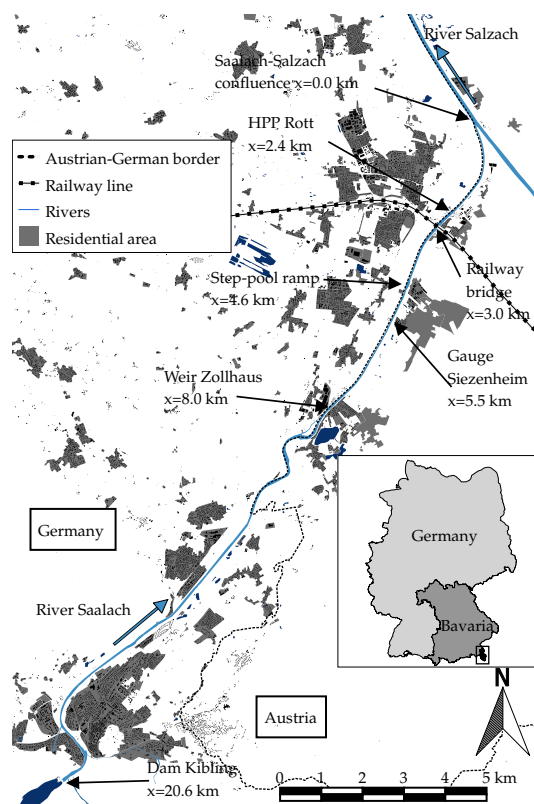 River Salzach
Saalach-Salzach
confluence x=0.0 km
HPP Rott
x=2.4 km
Austrian-German border
Railway line
Rivers
Residential area
Step-pool ramp
x=4.6 km
Railway
bridge
x=3.0 km
Gauge
Siezenheim
x=5.5 km
Weir Zollhaus
x=8.0 km
Germany
Germany
Bavaria
River Saalach
N
Austria
Dam Kibling
x=20.6 km
0 1 2 3 4 5 km